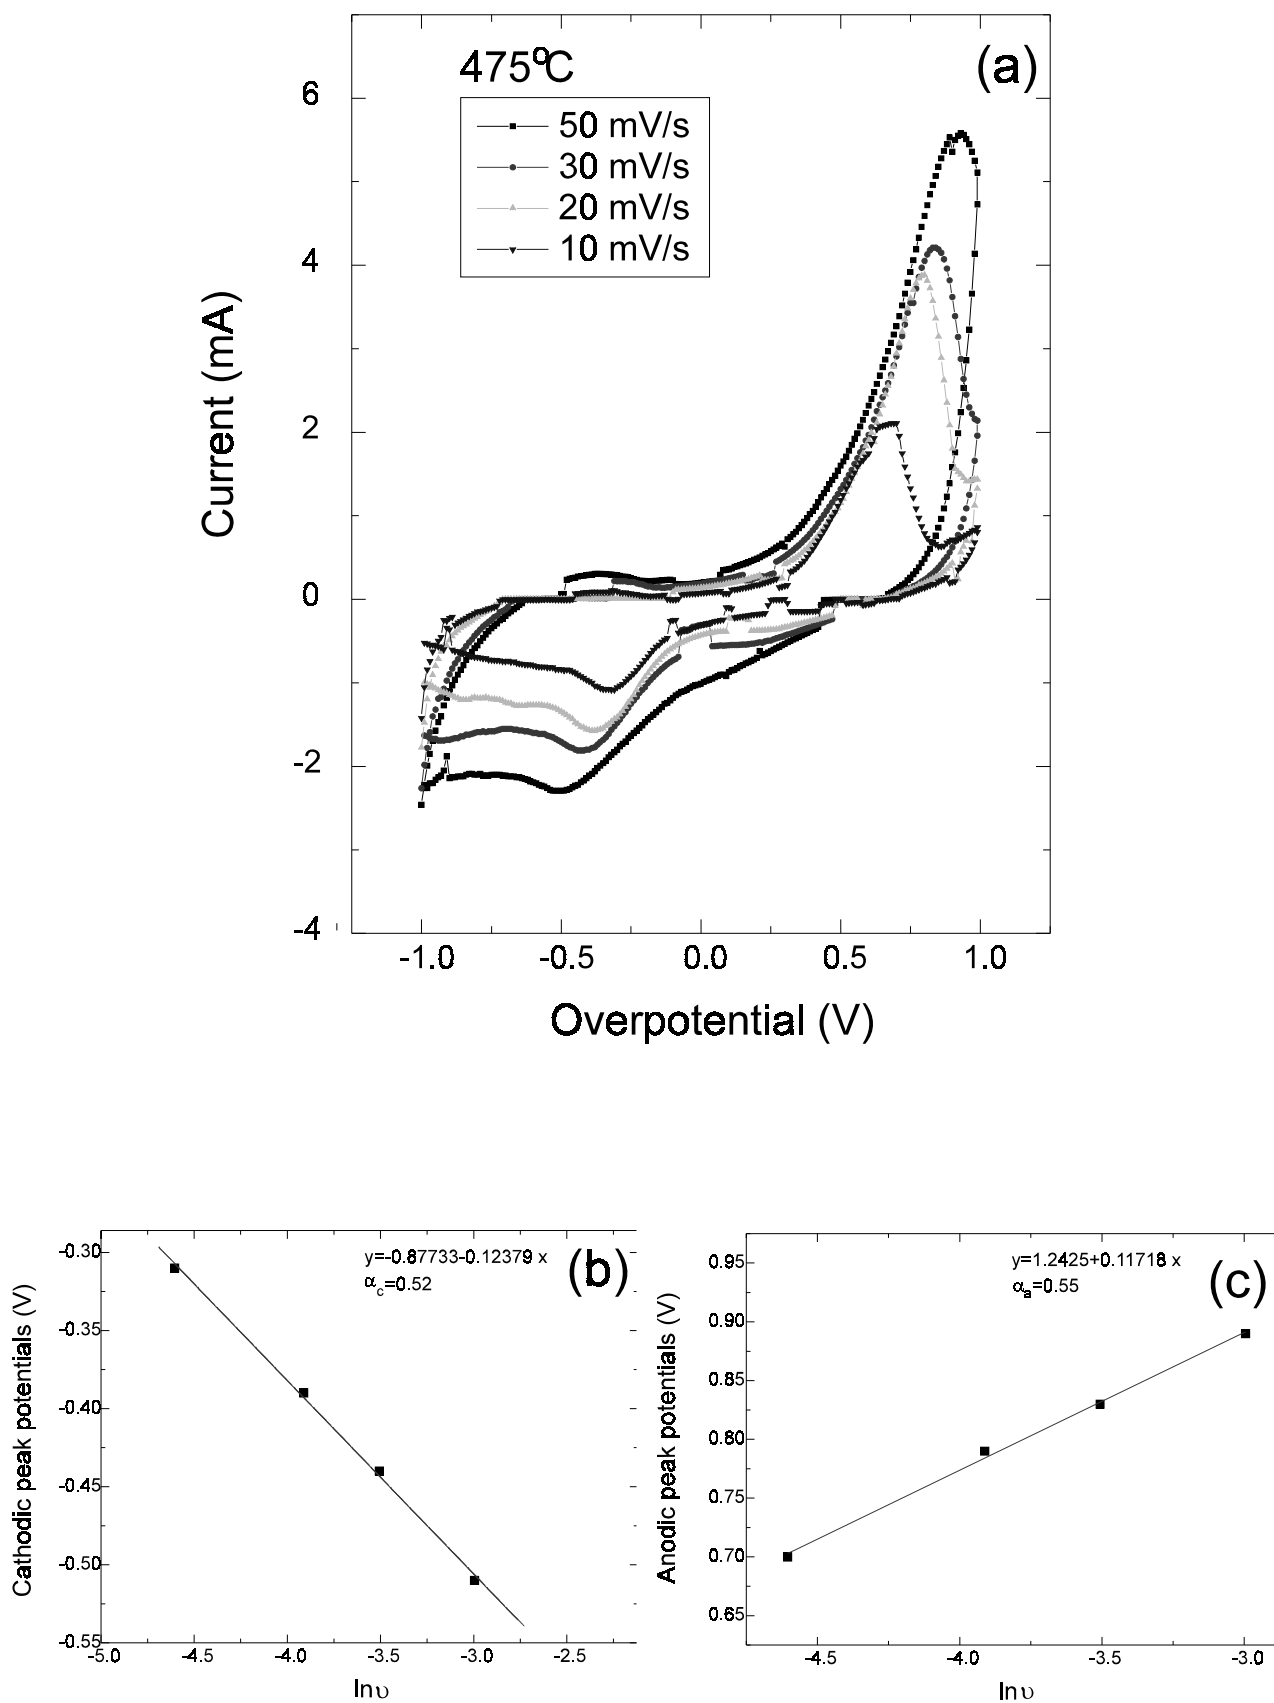 475⁰C
(a)
50 mV/s
30 mV/s
20 mV/s
10 mV/s
6
4
2
0
-2
-4
Current (mA)
-1.0 -0.5 0.0 0.5 1.0
Overpotential (V)
y=-0.87733-0.12379 x
αc=0.52
(b)
-0.30
-0.35
-0.40
-0.45
-0.50
-0.55
Cathodic peak potentials (V)
-5.0 -4.5 -4.0 -3.5 -3.0 -2.5
lnυ
y=1.2425+0.11718 x
αa=0.55
(c)
0.95
0.90
0.85
0.80
0.75
0.70
0.65
Anodic peak potentials (V)
-4.5 -4.0 -3.5 -3.0
lnυ